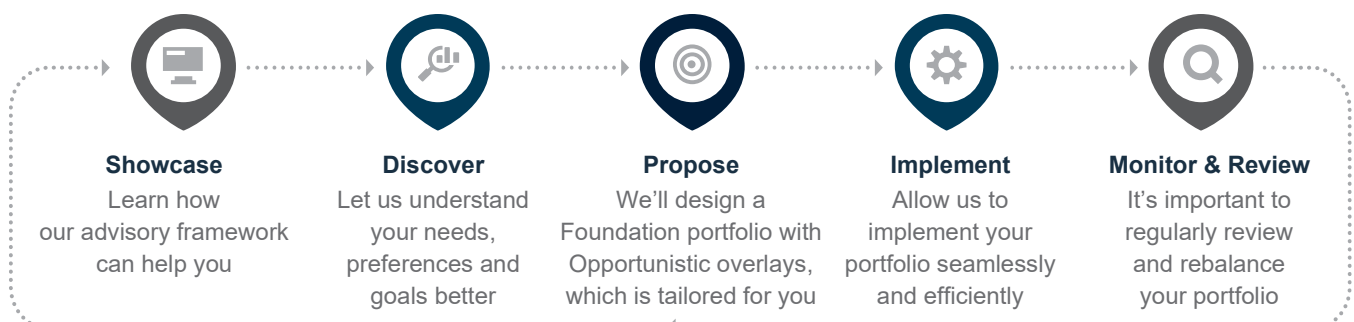 Showcase
Learn how
our advisory framework
can help you
Discover
Let us understand
your needs,
preferences and
goals better
Propose
We’ll design a
Foundation portfolio with
Opportunistic overlays,
which is tailored for you
Implement
Allow us to
implement your
portfolio seamlessly
and efficiently
Monitor & Review
It’s important to
regularly review
and rebalance
your portfolio